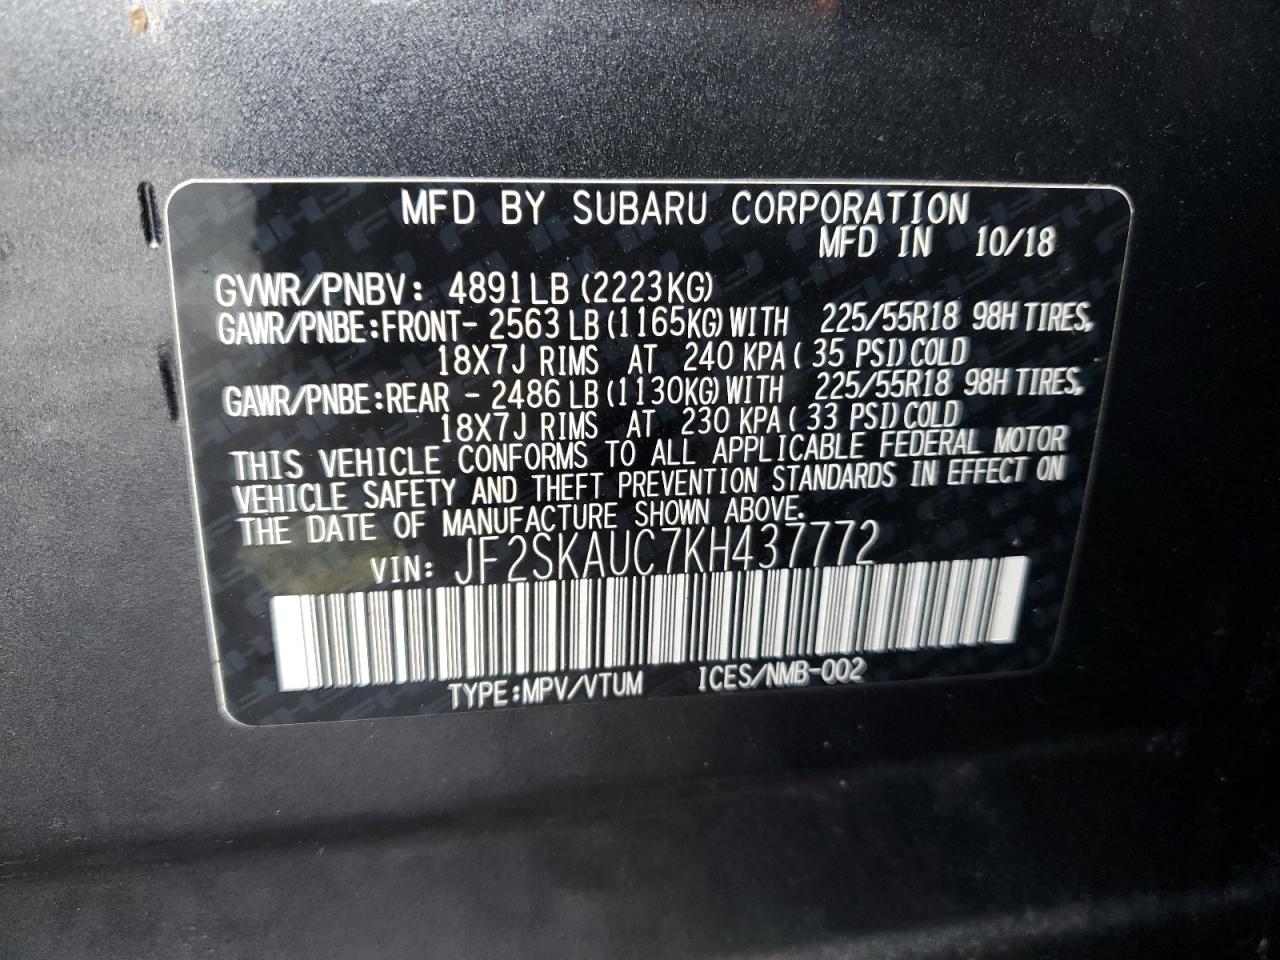 MFD BY SUBARU CORPORATION
MFD IN 10/18
GVWR/PNBV: 4891LB (2223KG)
GAWR/PNBE:FRONT- 2563 LB (1165KG) WITH 225/55R18 98H TIRES,
18X7J RIMS AT 240 KPA ( 35 PSI) COLD
GAWR/PNBE:REAR - 2486 LB (1130KG) WITH 225/55R18 98H TIRES,
18X7J RIMS AT 230 KPA ( 33 PSI) COLD
THIS VEHICLE CONFORMS TO ALL APPLICABLE FEDERAL MOTOR
VEHICLE SAFETY AND THEFT PREVENTION STANDARDS IN EFFECT ON
THE DATE OF MANUFACTURE SHOWN ABOVE.
VIN: JF2SKAUC7KH437772
TYPE:MPV/VTUM ICES/NMB-002